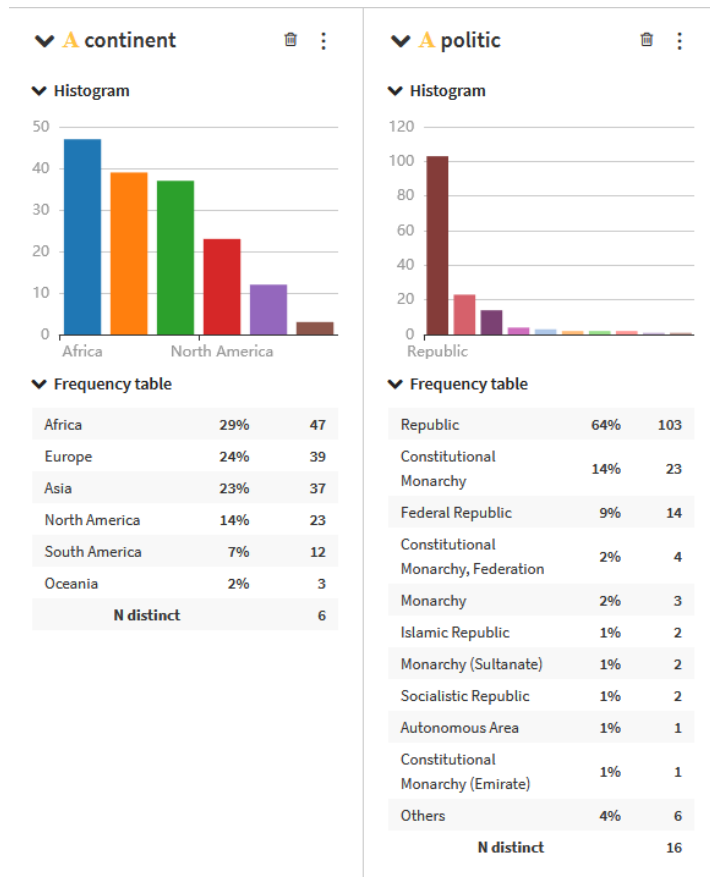 A continent
Histogram
50
40
30
20
10
0
Africa North America
Frequency table
Africa 29% 47
Europe 24% 39
Asia 23% 37
North America 14% 23
South America 7% 12
Oceania 2% 3
N distinct 6
A politic
Histogram
120
100
80
60
40
20
0
Republic
Frequency table
Republic 64% 103
Constitutional
Monarchy 14% 23
Federal Republic 9% 14
Constitutional
Monarchy, Federation 2% 4
Monarchy 2% 3
Islamic Republic 1% 2
Monarchy (Sultanate) 1% 2
Socialistic Republic 1% 2
Autonomous Area 1% 1
Constitutional
Monarchy (Emirate) 1% 1
Others 4% 6
N distinct 16